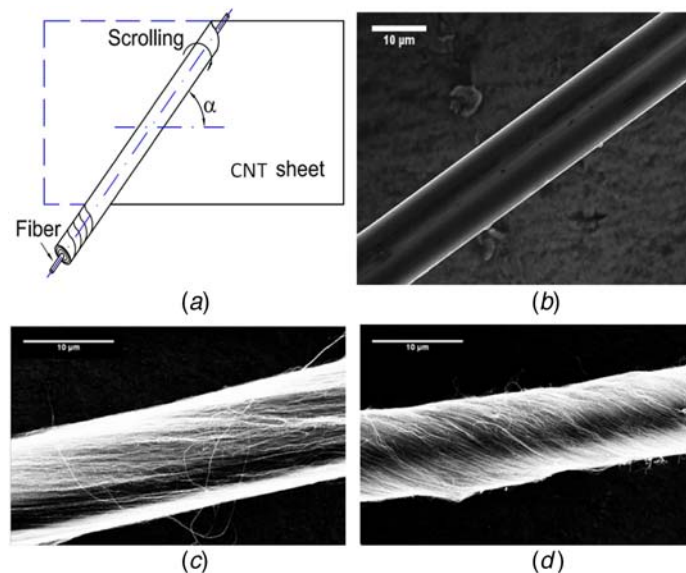 Scrolling
α
CNT sheet
Fiber
(a)
10 µm
(b)
10 µm
(c)
10 µm
(d)